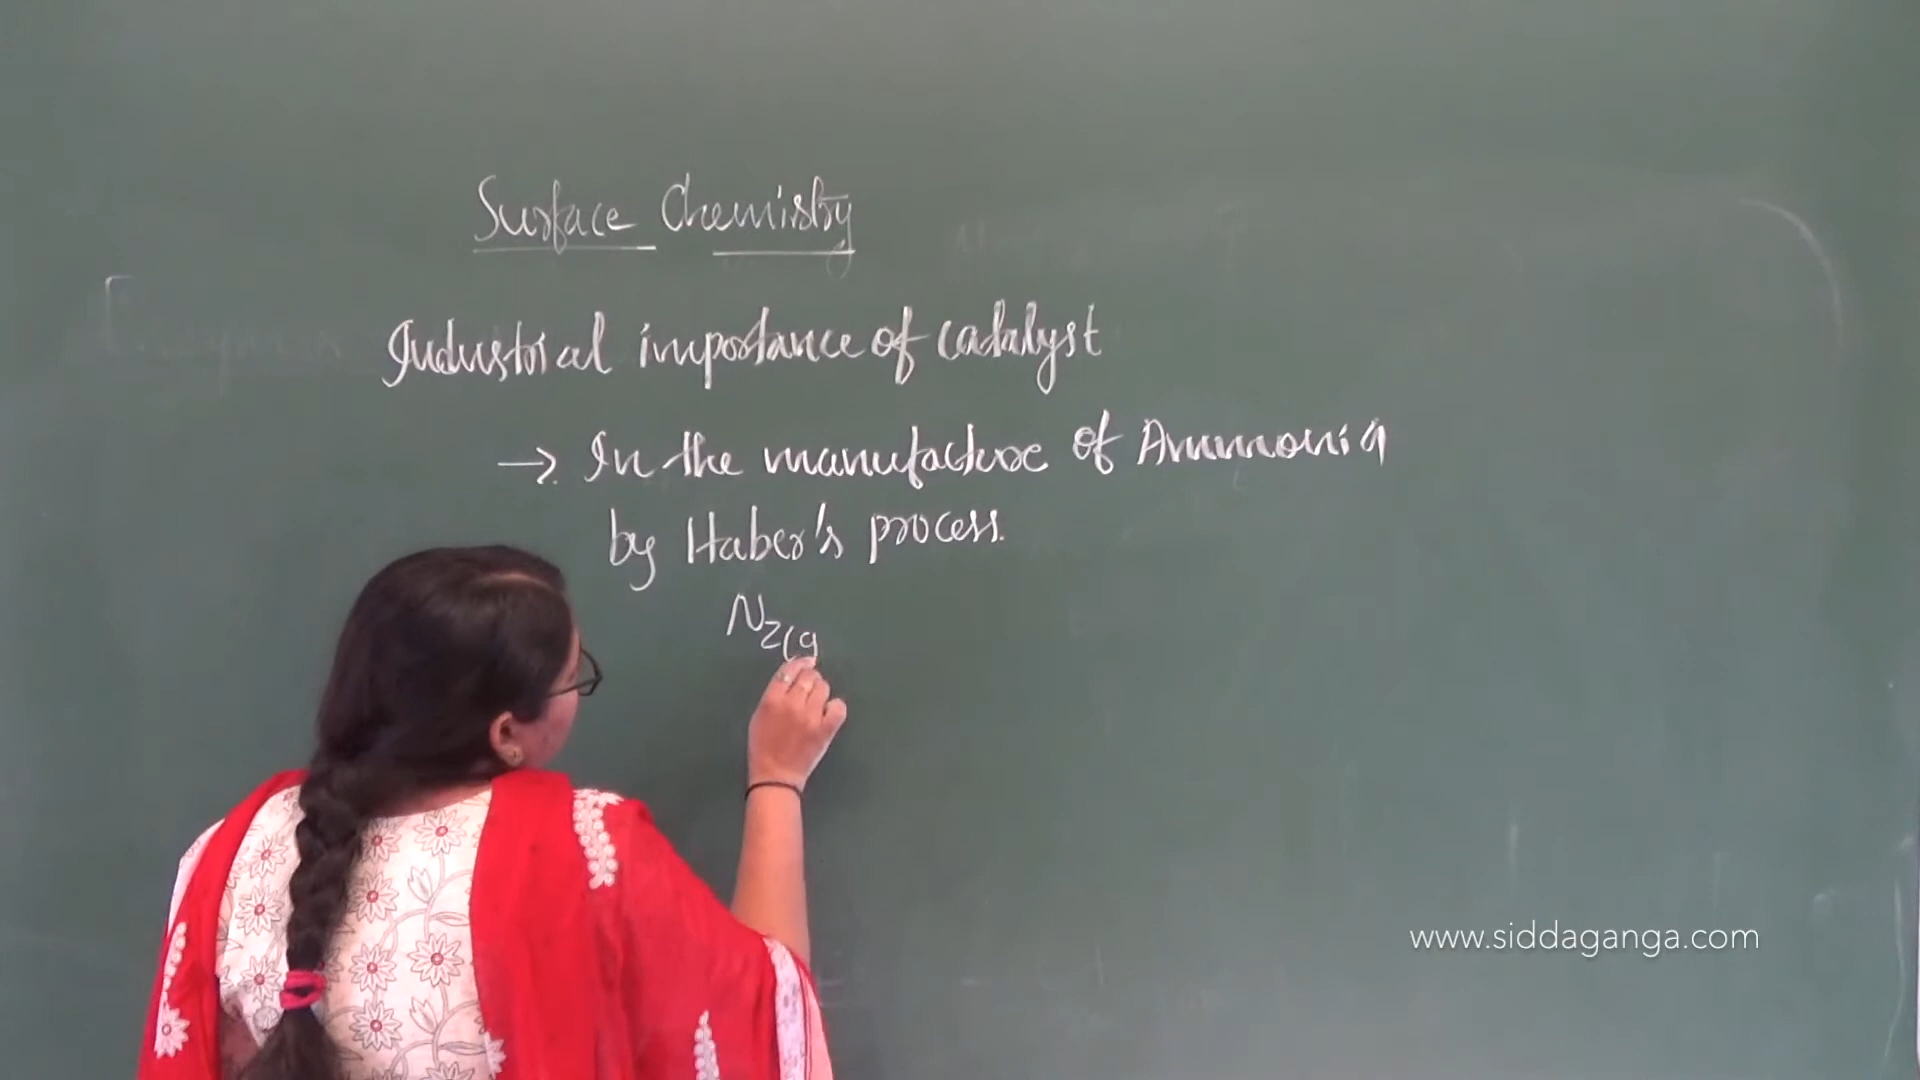 Surface Chemistry
Industrial importance of catalyst
→ In the manufacture of Ammonia
by Haber's process.
N2(g
www.siddaganga.com